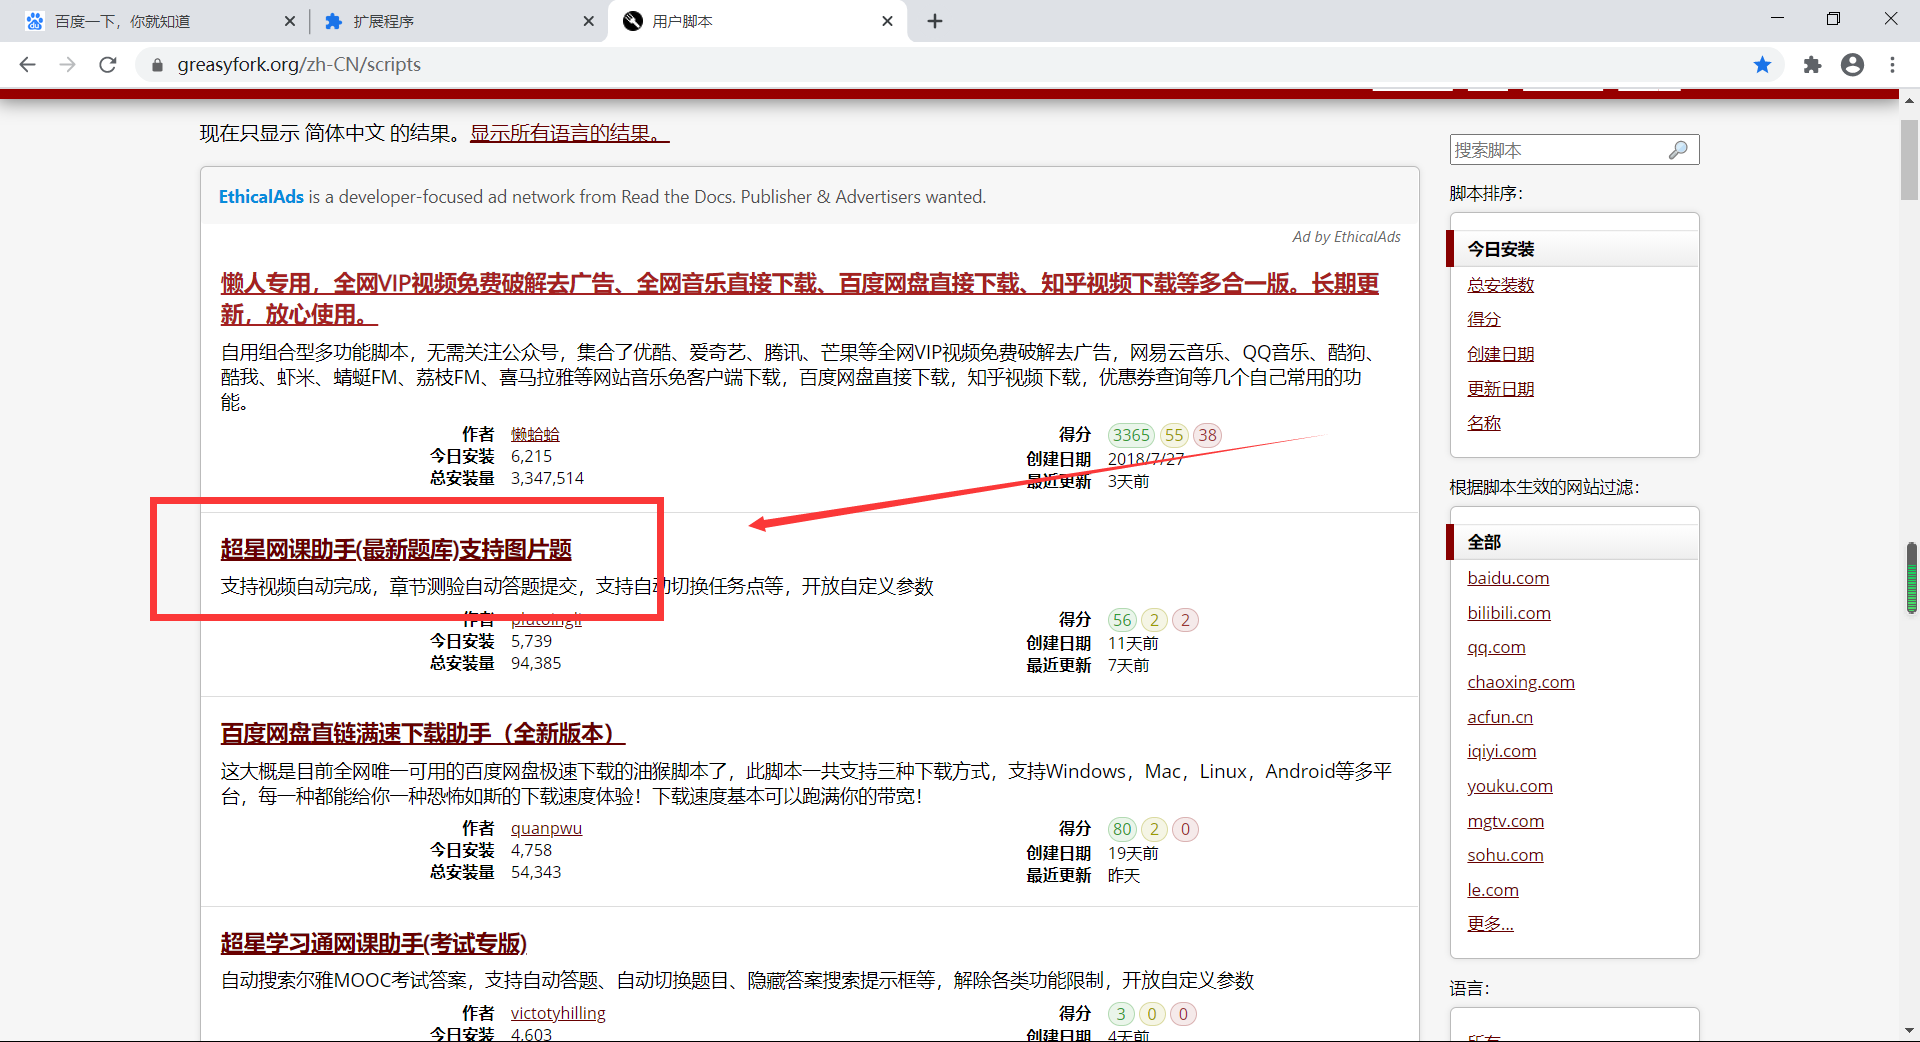 百度一下，你就知道
扩展程序
用户脚本
greasyfork.org/zh-CN/scripts
现在只显示 简体中文 的结果。显示所有语言的结果。
EthicalAds is a developer-focused ad network from Read the Docs. Publisher & Advertisers wanted.
Ad by EthicalAds
懒人专用，全网VIP视频免费破解去广告、全网音乐直接下载、百度网盘直接下载、知乎视频下载等多合一版。长期更
新，放心使用。
自用组合型多功能脚本，无需关注公众号，集合了优酷、爱奇艺、腾讯、芒果等全网VIP视频免费破解去广告，网易云音乐、QQ音乐、酷狗、
酷我、虾米、蜻蜓FM、荔枝FM、喜马拉雅等网站音乐免客户端下载，百度网盘直接下载，知乎视频下载，优惠券查询等几个自己常用的功
能。
作者 懒蛤蛤
今日安装 6,215
总安装量 3,347,514
得分 3365 55 38
创建日期 2018/7/27
最近更新 3天前
超星网课助手(最新题库)支持图片题
支持视频自动完成，章节测验自动答题提交，支持自动切换任务点等，开放自定义参数
作者
今日安装 5,739
总安装量 94,385
得分 56 2 2
创建日期 11天前
最近更新 7天前
百度网盘直链满速下载助手（全新版本）
这大概是目前全网唯一可用的百度网盘极速下载的油猴脚本了，此脚本一共支持三种下载方式，支持Windows，Mac，Linux，Android等多平
台，每一种都能给你一种恐怖如斯的下载速度体验！下载速度基本可以跑满你的带宽！
作者 quanpwu
今日安装 4,758
总安装量 54,343
得分 80 2 0
创建日期 19天前
最近更新 昨天
超星学习通网课助手(考试专版)
自动搜索尔雅MOOC考试答案，支持自动答题、自动切换题目、隐藏答案搜索提示框等，解除各类功能限制，开放自定义参数
作者 victotyhilling
今日安装 4,603
得分 3 0 0
创建日期 4天前
搜索脚本
脚本排序：
今日安装
总安装数
得分
创建日期
更新日期
名称
根据脚本生效的网站过滤：
全部
baidu.com
bilibili.com
qq.com
chaoxing.com
acfun.cn
iqiyi.com
youku.com
mgtv.com
sohu.com
le.com
更多...
语言：
所有